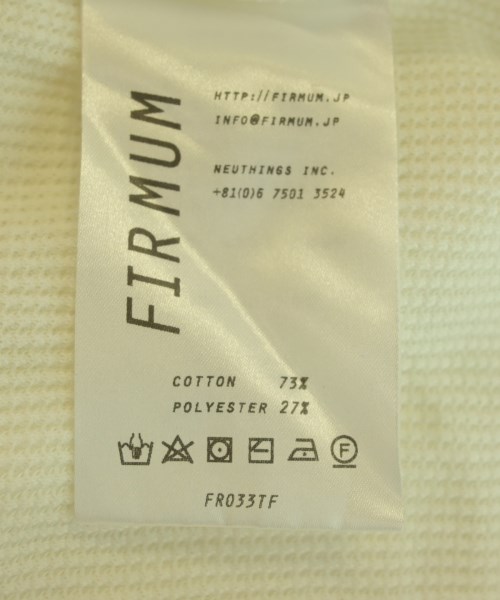 FIRMUM
HTTP://FIRMUM.JP
INFO@FIRMUM.JP
NEUTHINGS INC.
+81(0)6 7501 3524
COTTON 73%
POLYESTER 27%
F
FR033TF